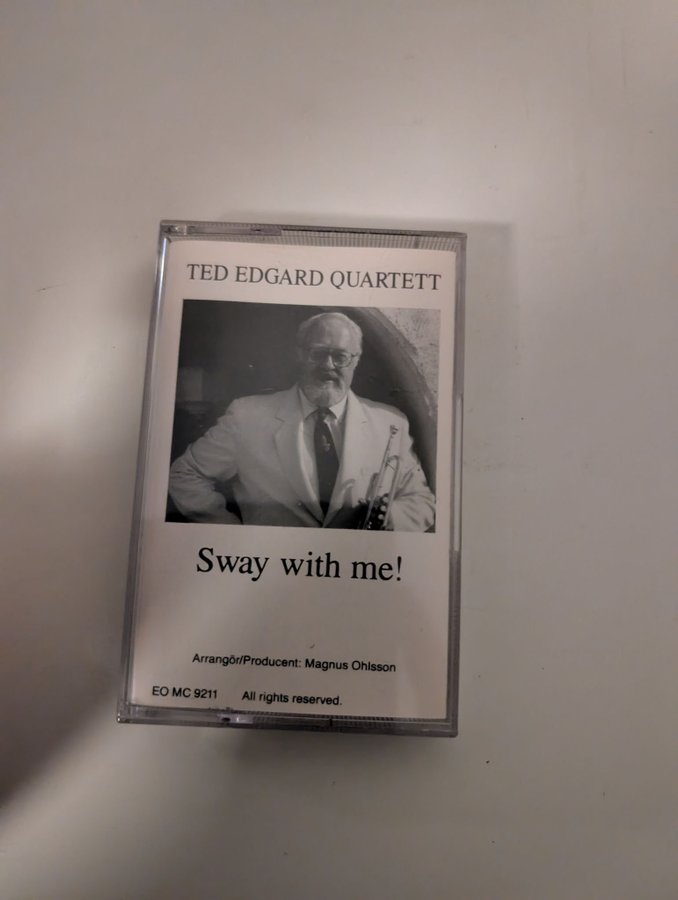 TED EDGARD QUARTETT
Sway with me!
Arrangör/Producent: Magnus Ohlsson
EO MC 9211 All rights reserved.